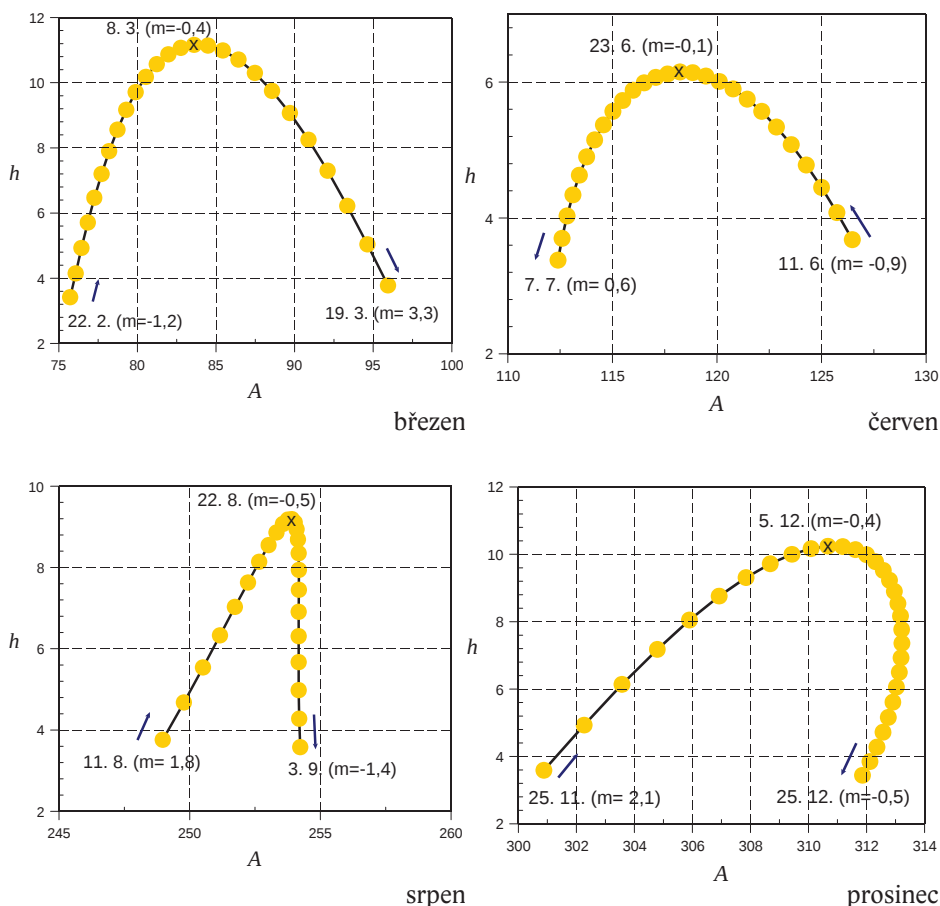 12
10
8
6
4
2
h
8. 3. (m=-0,4)
x
22. 2. (m=-1,2)
19. 3. (m= 3,3)
75 80 85 90 95 100
A
březen
6
4
2
h
23. 6. (m=-0,1)
x
11. 6. (m= -0,9)
7. 7. (m= 0,6)
110 115 120 125 130
A
červen
10
8
6
4
2
h
22. 8. (m=-0,5)
x
11. 8. (m= 1,8)
3. 9. (m=-1,4)
245 250 255 260
A
srpen
12
10
8
6
4
2
h
5. 12. (m=-0,4)
x
25. 11. (m= 2,1)
25. 12. (m=-0,5)
300 302 304 306 308 310 312 314
A
prosinec